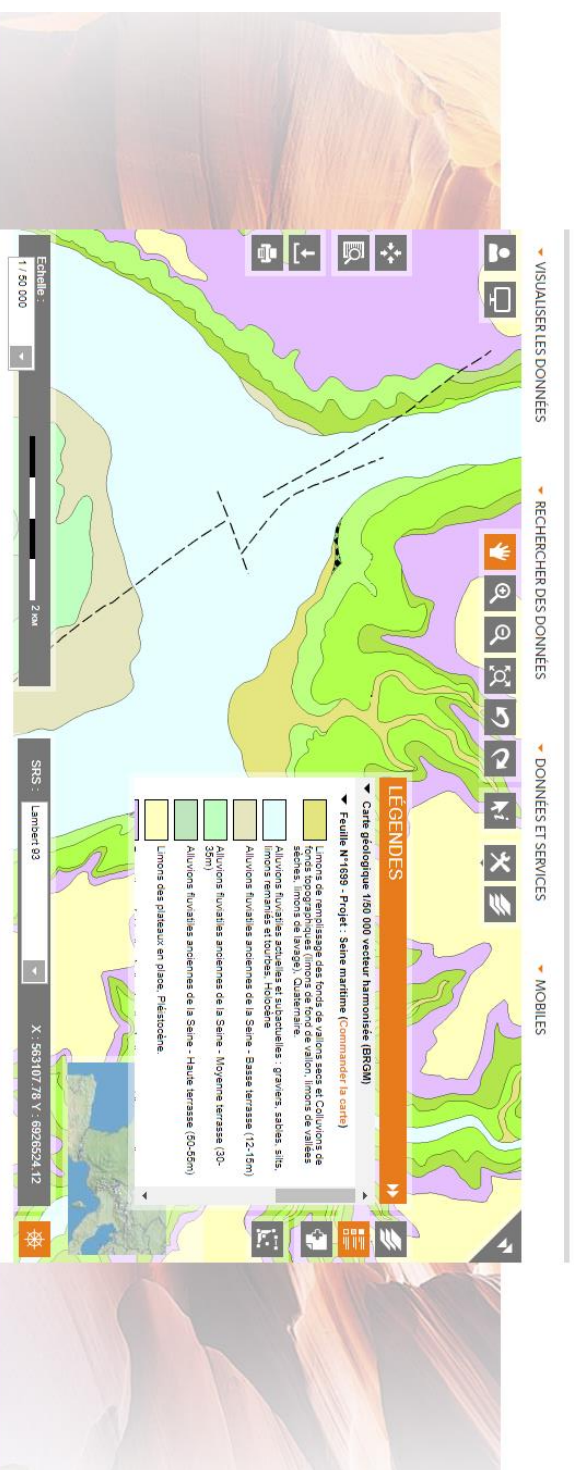 VISUALISER LES DONNÉES
RECHERCHER DES DONNÉES
DONNÉES ET SERVICES
MOBILES
LÉGENDES
Carte géologique 1/50 000 vecteur harmonisée (BRGM)
Feuille N°1699 - Projet : Seine maritime (Commander la carte)
Limons de remplissage des fonds de vallons secs et Colluvions de
fonds topographiques (limons de fond de vallon, limons de vallées
sèches, limons de lavage), Quaternaire
Alluvions fluviatiles actuelles et subactuelles : graviers, sables, silts,
limons remaniés et tourbes, Holocène
Alluvions fluviatiles anciennes de la Seine - Basse terrasse (12-15m)
Alluvions fluviatiles anciennes de la Seine - Moyenne terrasse (30-
35m)
Alluvions fluviatiles anciennes de la Seine - Haute terrasse (50-55m)
Limons des plateaux en place, Pléistocène
Echelle :
1 / 50 000
2 KM
SRS :
Lambert 93
X : 563107.78 Y : 6926524.12